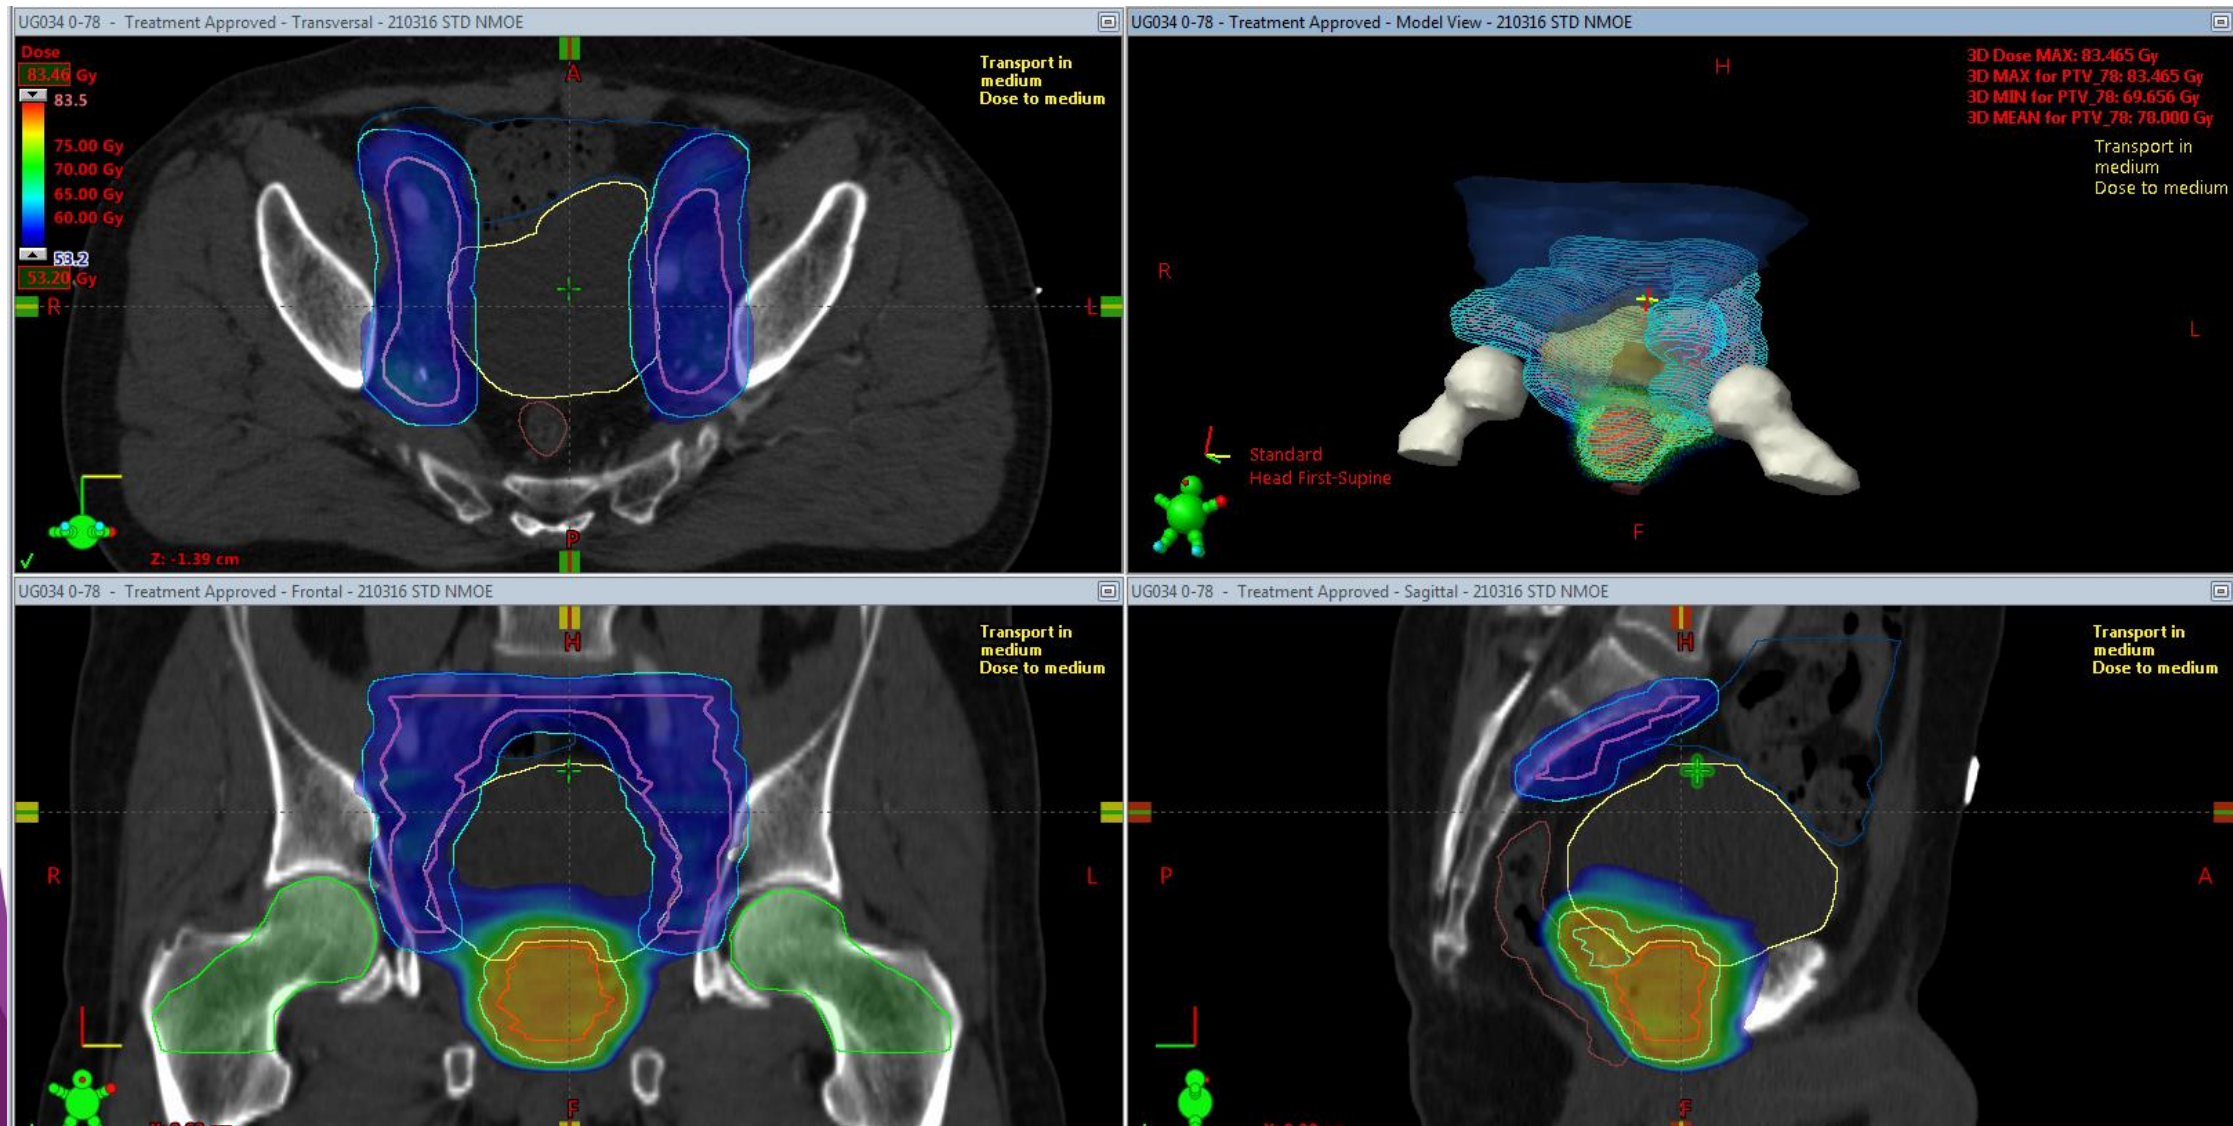 UG034 0-78 - Treatment Approved - Transversal - 210316 STD NMOE
Dose
83.46 Gy
83.5
75.00 Gy
70.00 Gy
65.00 Gy
60.00 Gy
53.2
53.20 Gy
A
Transport in
medium
Dose to medium
R
L
P
Z: -1.39 cm
UG034 0-78 - Treatment Approved - Model View - 210316 STD NMOE
H
3D Dose MAX: 83.465 Gy
3D MAX for PTV_78: 83.465 Gy
3D MIN for PTV_78: 69.656 Gy
3D MEAN for PTV_78: 78.000 Gy
Transport in
medium
Dose to medium
R
L
Standard
Head First-Supine
F
UG034 0-78 - Treatment Approved - Frontal - 210316 STD NMOE
H
Transport in
medium
Dose to medium
R
L
F
UG034 0-78 - Treatment Approved - Sagittal - 210316 STD NMOE
H
Transport in
medium
Dose to medium
P
A
F